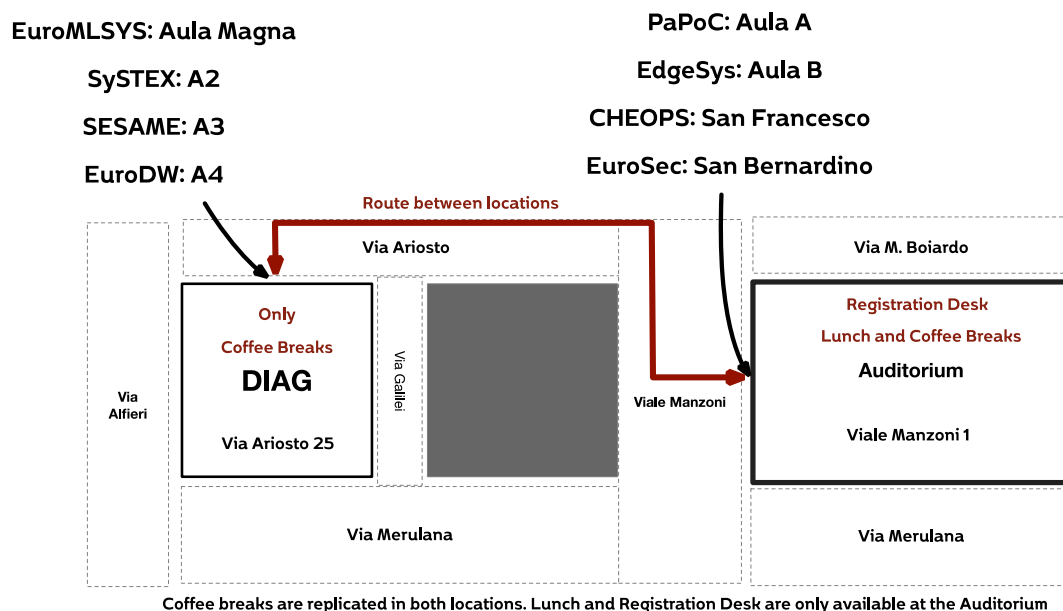 EuroMLSYS: Aula Magna
SySTEX: A2
SESAME: A3
EuroDW: A4
PaPoC: Aula A
EdgeSys: Aula B
CHEOPS: San Francesco
EuroSec: San Bernardino
Route between locations
Via Ariosto
Via M. Boiardo
Only
Coffee Breaks
DIAG
Via Ariosto 25
Via
Alfieri
Via Galilei
Viale Manzoni
Registration Desk
Lunch and Coffee Breaks
Auditorium
Viale Manzoni 1
Via Merulana
Via Merulana
Coffee breaks are replicated in both locations. Lunch and Registration Desk are only available at the Auditorium